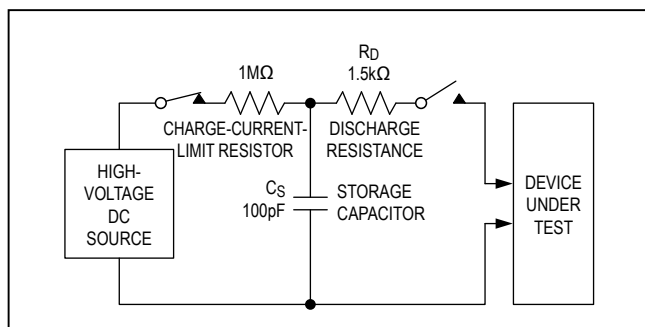 1MΩ
CHARGE-CURRENT-
LIMIT RESISTOR
RD
1.5kΩ
DISCHARGE
RESISTANCE
HIGH-
VOLTAGE
DC
SOURCE
CS
100pF
STORAGE
CAPACITOR
DEVICE
UNDER
TEST